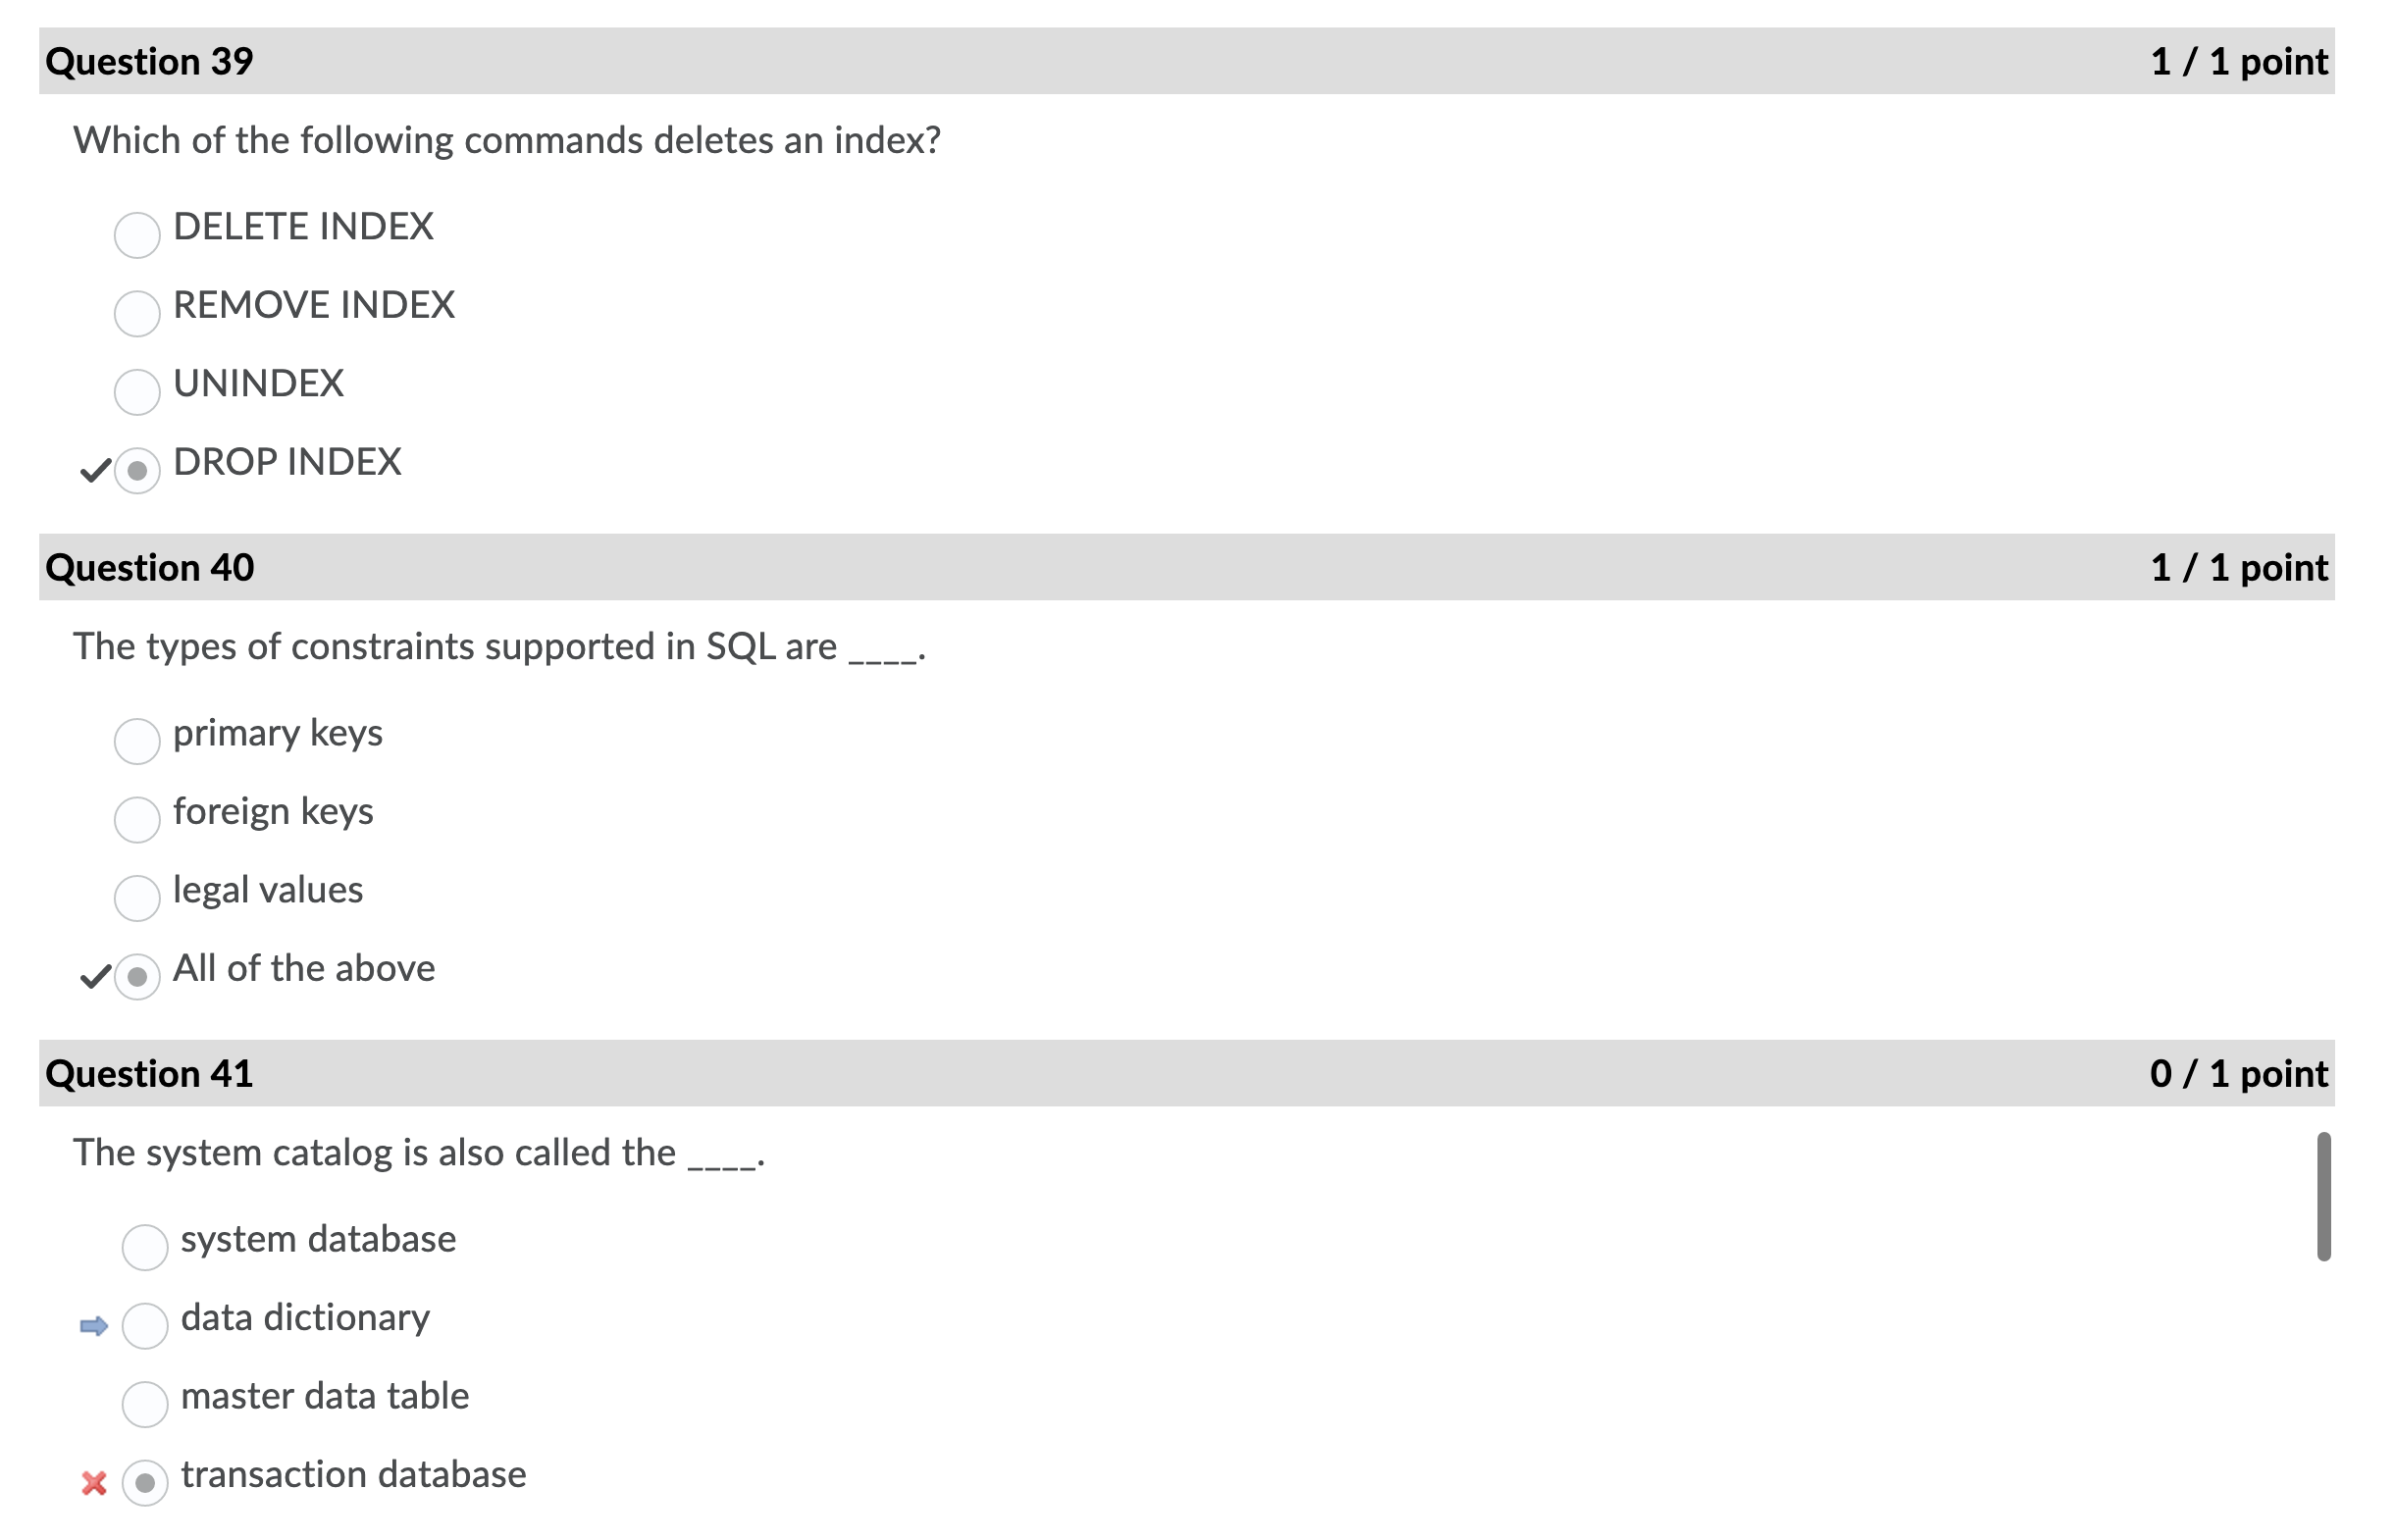 Question 39 1 / 1 point
Which of the following commands deletes an index?
DELETE INDEX
REMOVE INDEX
UNINDEX
DROP INDEX
Question 40 1 / 1 point
The types of constraints supported in SQL are ____.
primary keys
foreign keys
legal values
All of the above
Question 41 0 / 1 point
The system catalog is also called the ____.
system database
data dictionary
master data table
transaction database